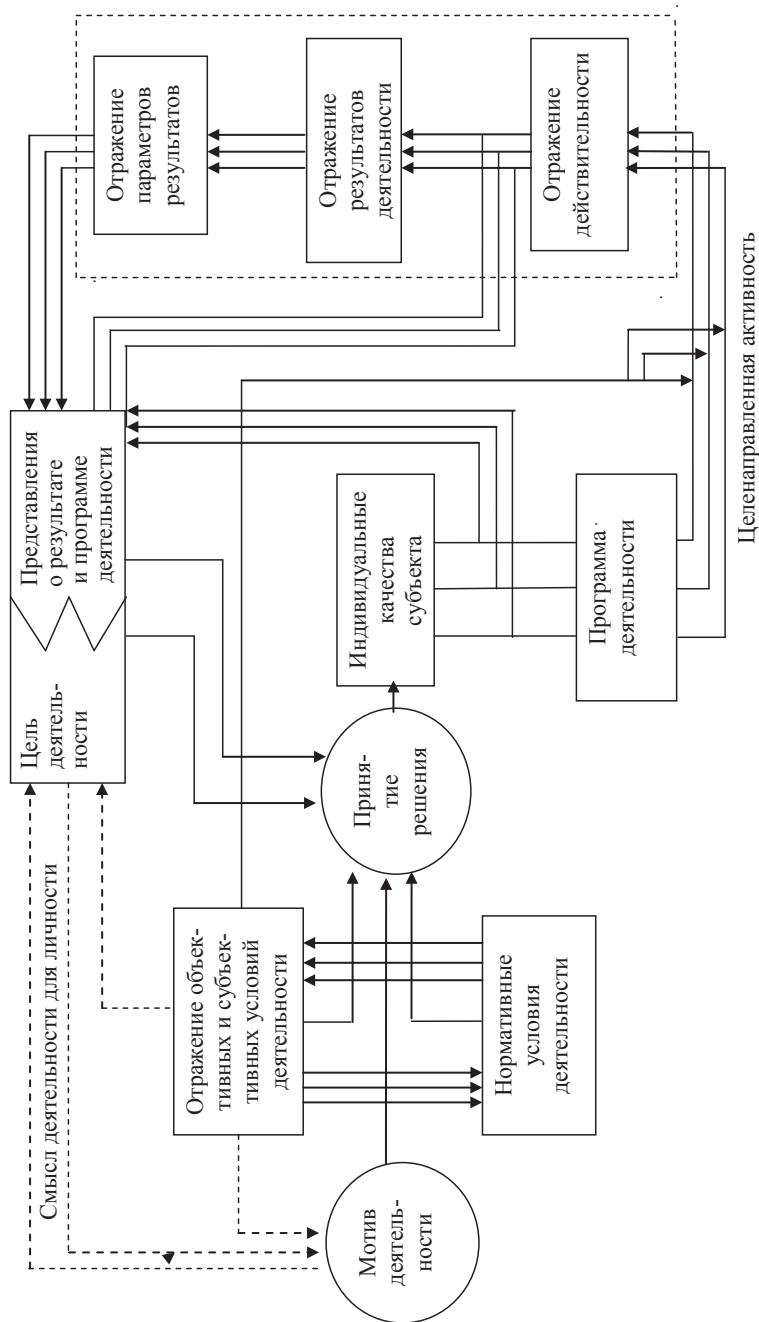 Смысл деятельности для личности
Цель
деятель-
ности
Представления
о результате
и программе
деятельности
Отражение
параметров
результатов
Отражение объек-
тивных и субъек-
тивных условий
деятельности
Отражение
результатов
деятельности
Мотив
деятель-
ности
Приня-
тие
решения
Индивидуальные
качества
субъекта
Нормативные
условия
деятельности
Программа
деятельности
Отражение
действительности
Целенаправленная активность